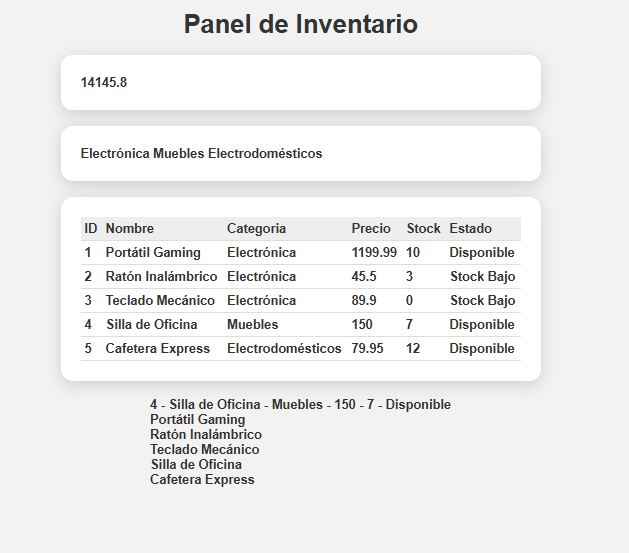 Panel de Inventario
14145.8
Electrónica Muebles Electrodomésticos
ID Nombre Categoria Precio Stock Estado
1 Portátil Gaming Electrónica 1199.99 10 Disponible
2 Ratón Inalámbrico Electrónica 45.5 3 Stock Bajo
3 Teclado Mecánico Electrónica 89.9 0 Stock Bajo
4 Silla de Oficina Muebles 150 7 Disponible
5 Cafetera Express Electrodomésticos 79.95 12 Disponible
4 - Silla de Oficina - Muebles - 150 - 7 - Disponible
Portátil Gaming
Ratón Inalámbrico
Teclado Mecánico
Silla de Oficina
Cafetera Express